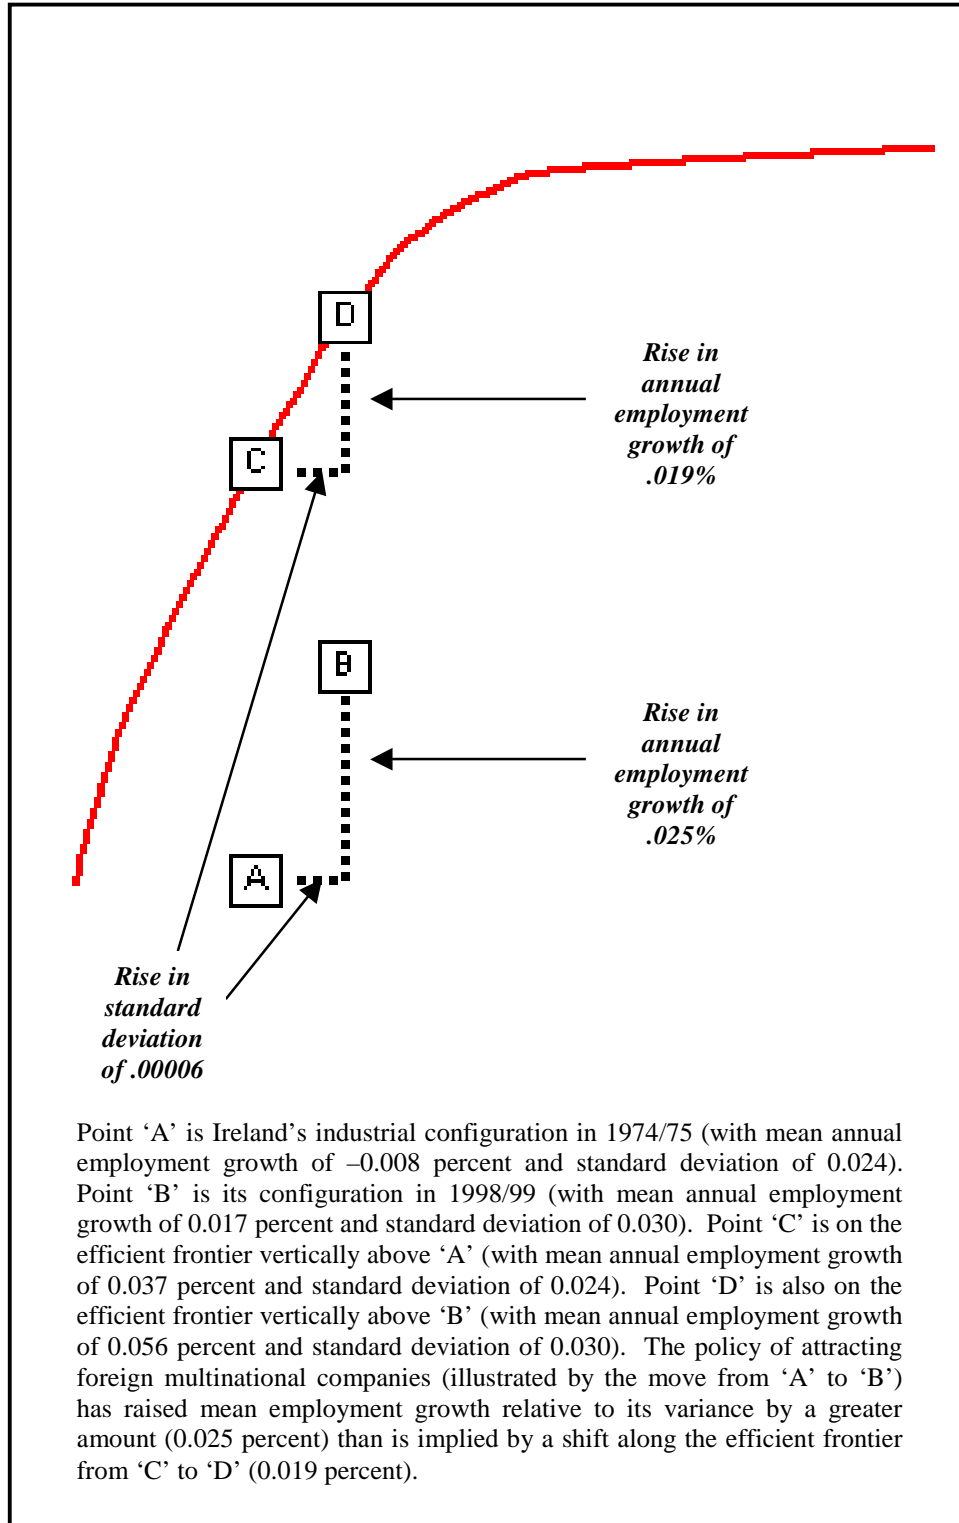 D
Rise in
annual
employment
growth of
.019%
C
B
Rise in
annual
employment
growth of
.025%
A
Rise in
standard
deviation
of .00006
Point ‘A’ is Ireland’s industrial configuration in 1974/75 (with mean annual
employment growth of –0.008 percent and standard deviation of 0.024).
Point ‘B’ is its configuration in 1998/99 (with mean annual employment
growth of 0.017 percent and standard deviation of 0.030).  Point ‘C’ is on the
efficient frontier vertically above ‘A’ (with mean annual employment growth
of 0.037 percent and standard deviation of 0.024).  Point ‘D’ is also on the
efficient frontier vertically above ‘B’ (with mean annual employment growth
of 0.056 percent and standard deviation of 0.030).  The policy of attracting
foreign multinational companies (illustrated by the move from ‘A’ to ‘B’)
has raised mean employment growth relative to its variance by a greater
amount (0.025 percent) than is implied by a shift along the efficient frontier
from ‘C’ to ‘D’ (0.019 percent).